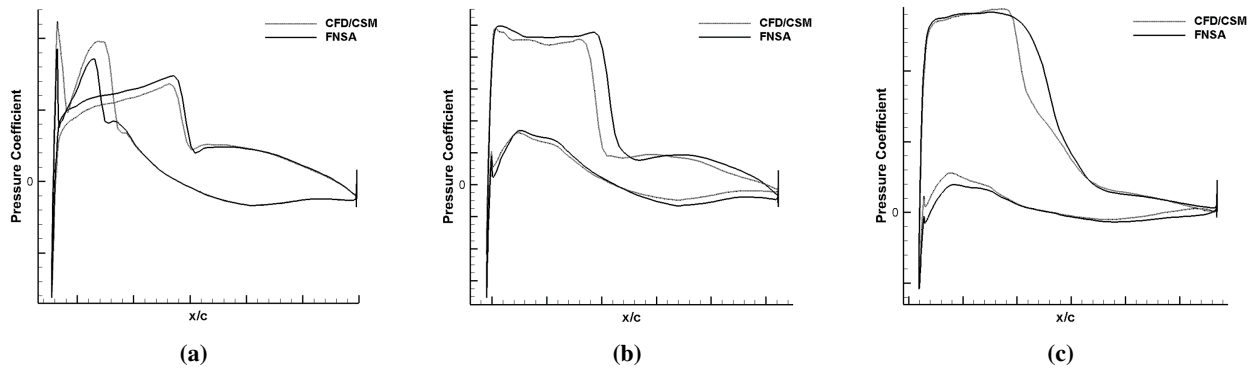 CFD/CSM
FNSA
Pressure Coefficient
0
x/c
(a)
CFD/CSM
FNSA
Pressure Coefficient
0
x/c
(b)
CFD/CSM
FNSA
Pressure Coefficient
0
x/c
(c)